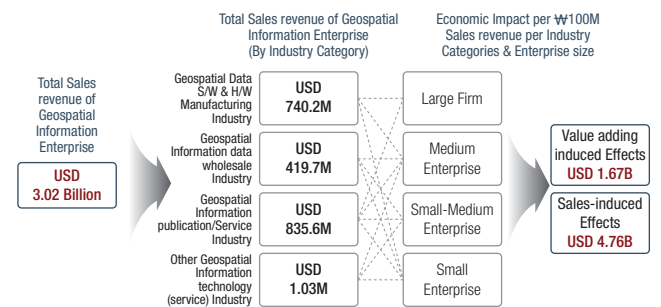 Total Sales revenue of Geospatial
Information Enterprise
(By Industry Category)
Economic Impact per ₩100M
Sales revenue per Industry
Categories & Enterprise size
Total Sales
revenue of
Geospatial
Information
Enterprise
USD
3.02 Billion
Geospatial Data
S/W & H/W
Manufacturing
Industry
USD
740.2M
Geospatial
Information data
wholesale
Industry
USD
419.7M
Geospatial
Information
publication/Service
Industry
USD
835.6M
Other Geospatial
Information
technology
(service) Industry
USD
1.03M
Large Firm
Medium
Enterprise
Small-Medium
Enterprise
Small
Enterprise
Value adding
induced Effects
USD 1.67B
Sales-induced
Effects
USD 4.76B